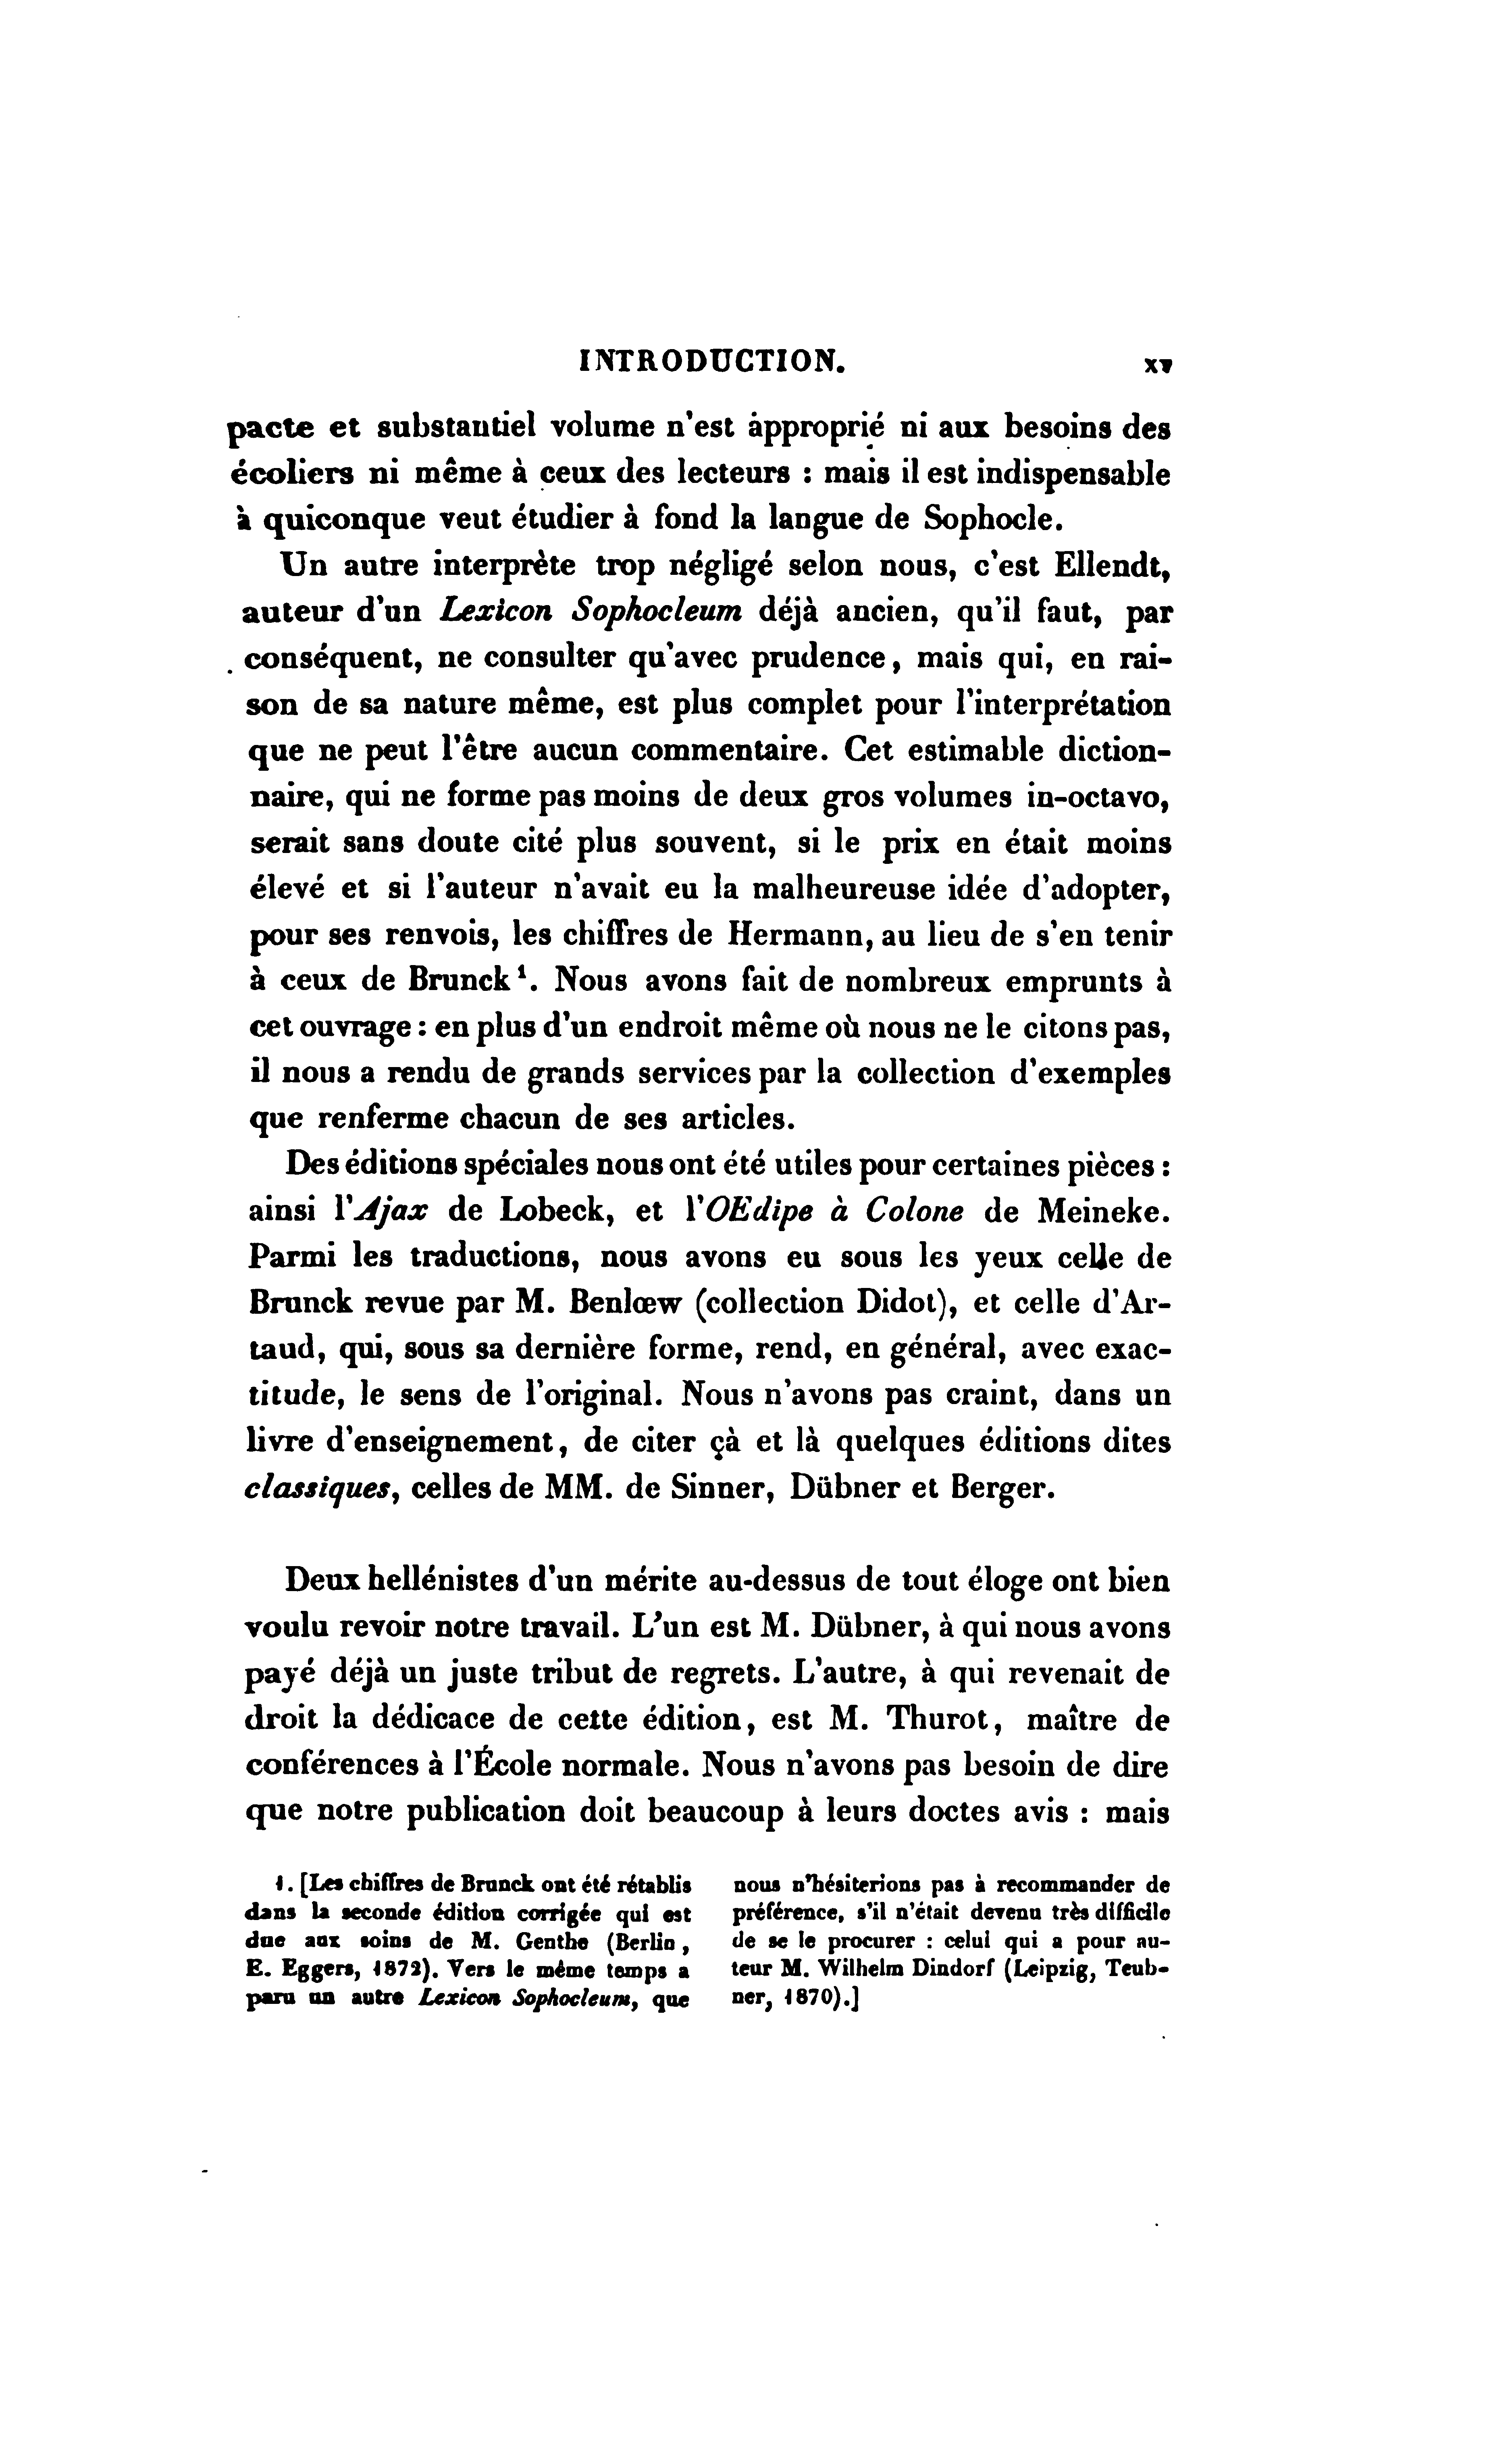 INTRODUCTION. xv
pacte et substantiel volume n'est approprié ni aux besoins des
écoliers ni même à ceux des lecteurs : mais il est indispensable
à quiconque veut étudier à fond la langue de Sophocle.
Un autre interprète trop négligé selon nous, c'est Ellendt,
auteur d'un Lexicon Sophocleum déjà ancien, qu'il faut, par
conséquent, ne consulter qu'avec prudence, mais qui, en rai-
son de sa nature même, est plus complet pour l'interprétation
que ne peut l'être aucun commentaire. Cet estimable diction-
naire, qui ne forme pas moins de deux gros volumes in-octavo,
serait sans doute cité plus souvent, si le prix en était moins
élevé et si l'auteur n'avait eu la malheureuse idée d'adopter,
pour ses renvois, les chiffres de Hermann, au lieu de s'en tenir
à ceux de Brunck¹. Nous avons fait de nombreux emprunts à
cet ouvrage : en plus d'un endroit même où nous ne le citons pas,
il nous a rendu de grands services par la collection d'exemples
que renferme chacun de ses articles.
Des éditions spéciales nous ont été utiles pour certaines pièces :
ainsi l'Ajax de Lobeck, et l'OEdipe à Colone de Meineke.
Parmi les traductions, nous avons eu sous les yeux celle de
Brunck revue par M. Benlœw (collection Didot), et celle d'Ar-
taud, qui, sous sa dernière forme, rend, en général, avec exac-
titude, le sens de l'original. Nous n'avons pas craint, dans un
livre d'enseignement, de citer çà et là quelques éditions dites
classiques, celles de MM. de Sinner, Dübner et Berger.
Deux hellénistes d'un mérite au-dessus de tout éloge ont bien
voulu revoir notre travail. L'un est M. Dübner, à qui nous avons
payé déjà un juste tribut de regrets. L'autre, à qui revenait de
droit la dédicace de cette édition, est M. Thurot, maître de
conférences à l'École normale. Nous n'avons pas besoin de dire
que notre publication doit beaucoup à leurs doctes avis : mais
1. [Les chiffres de Brunck ont été rétablis
dans la seconde édition corrigée qui est
due aux soins de M. Genthe (Berlin,
E. Eggers, 1872). Vers le même temps a
paru un autre Lexicon Sophocleum, que
nous n'hésiterions pas à recommander de
préférence, s'il n'était devenu très difficile
de se le procurer : celui qui a pour au-
teur M. Wilhelm Dindorf (Leipzig, Teub-
ner, 1870).]